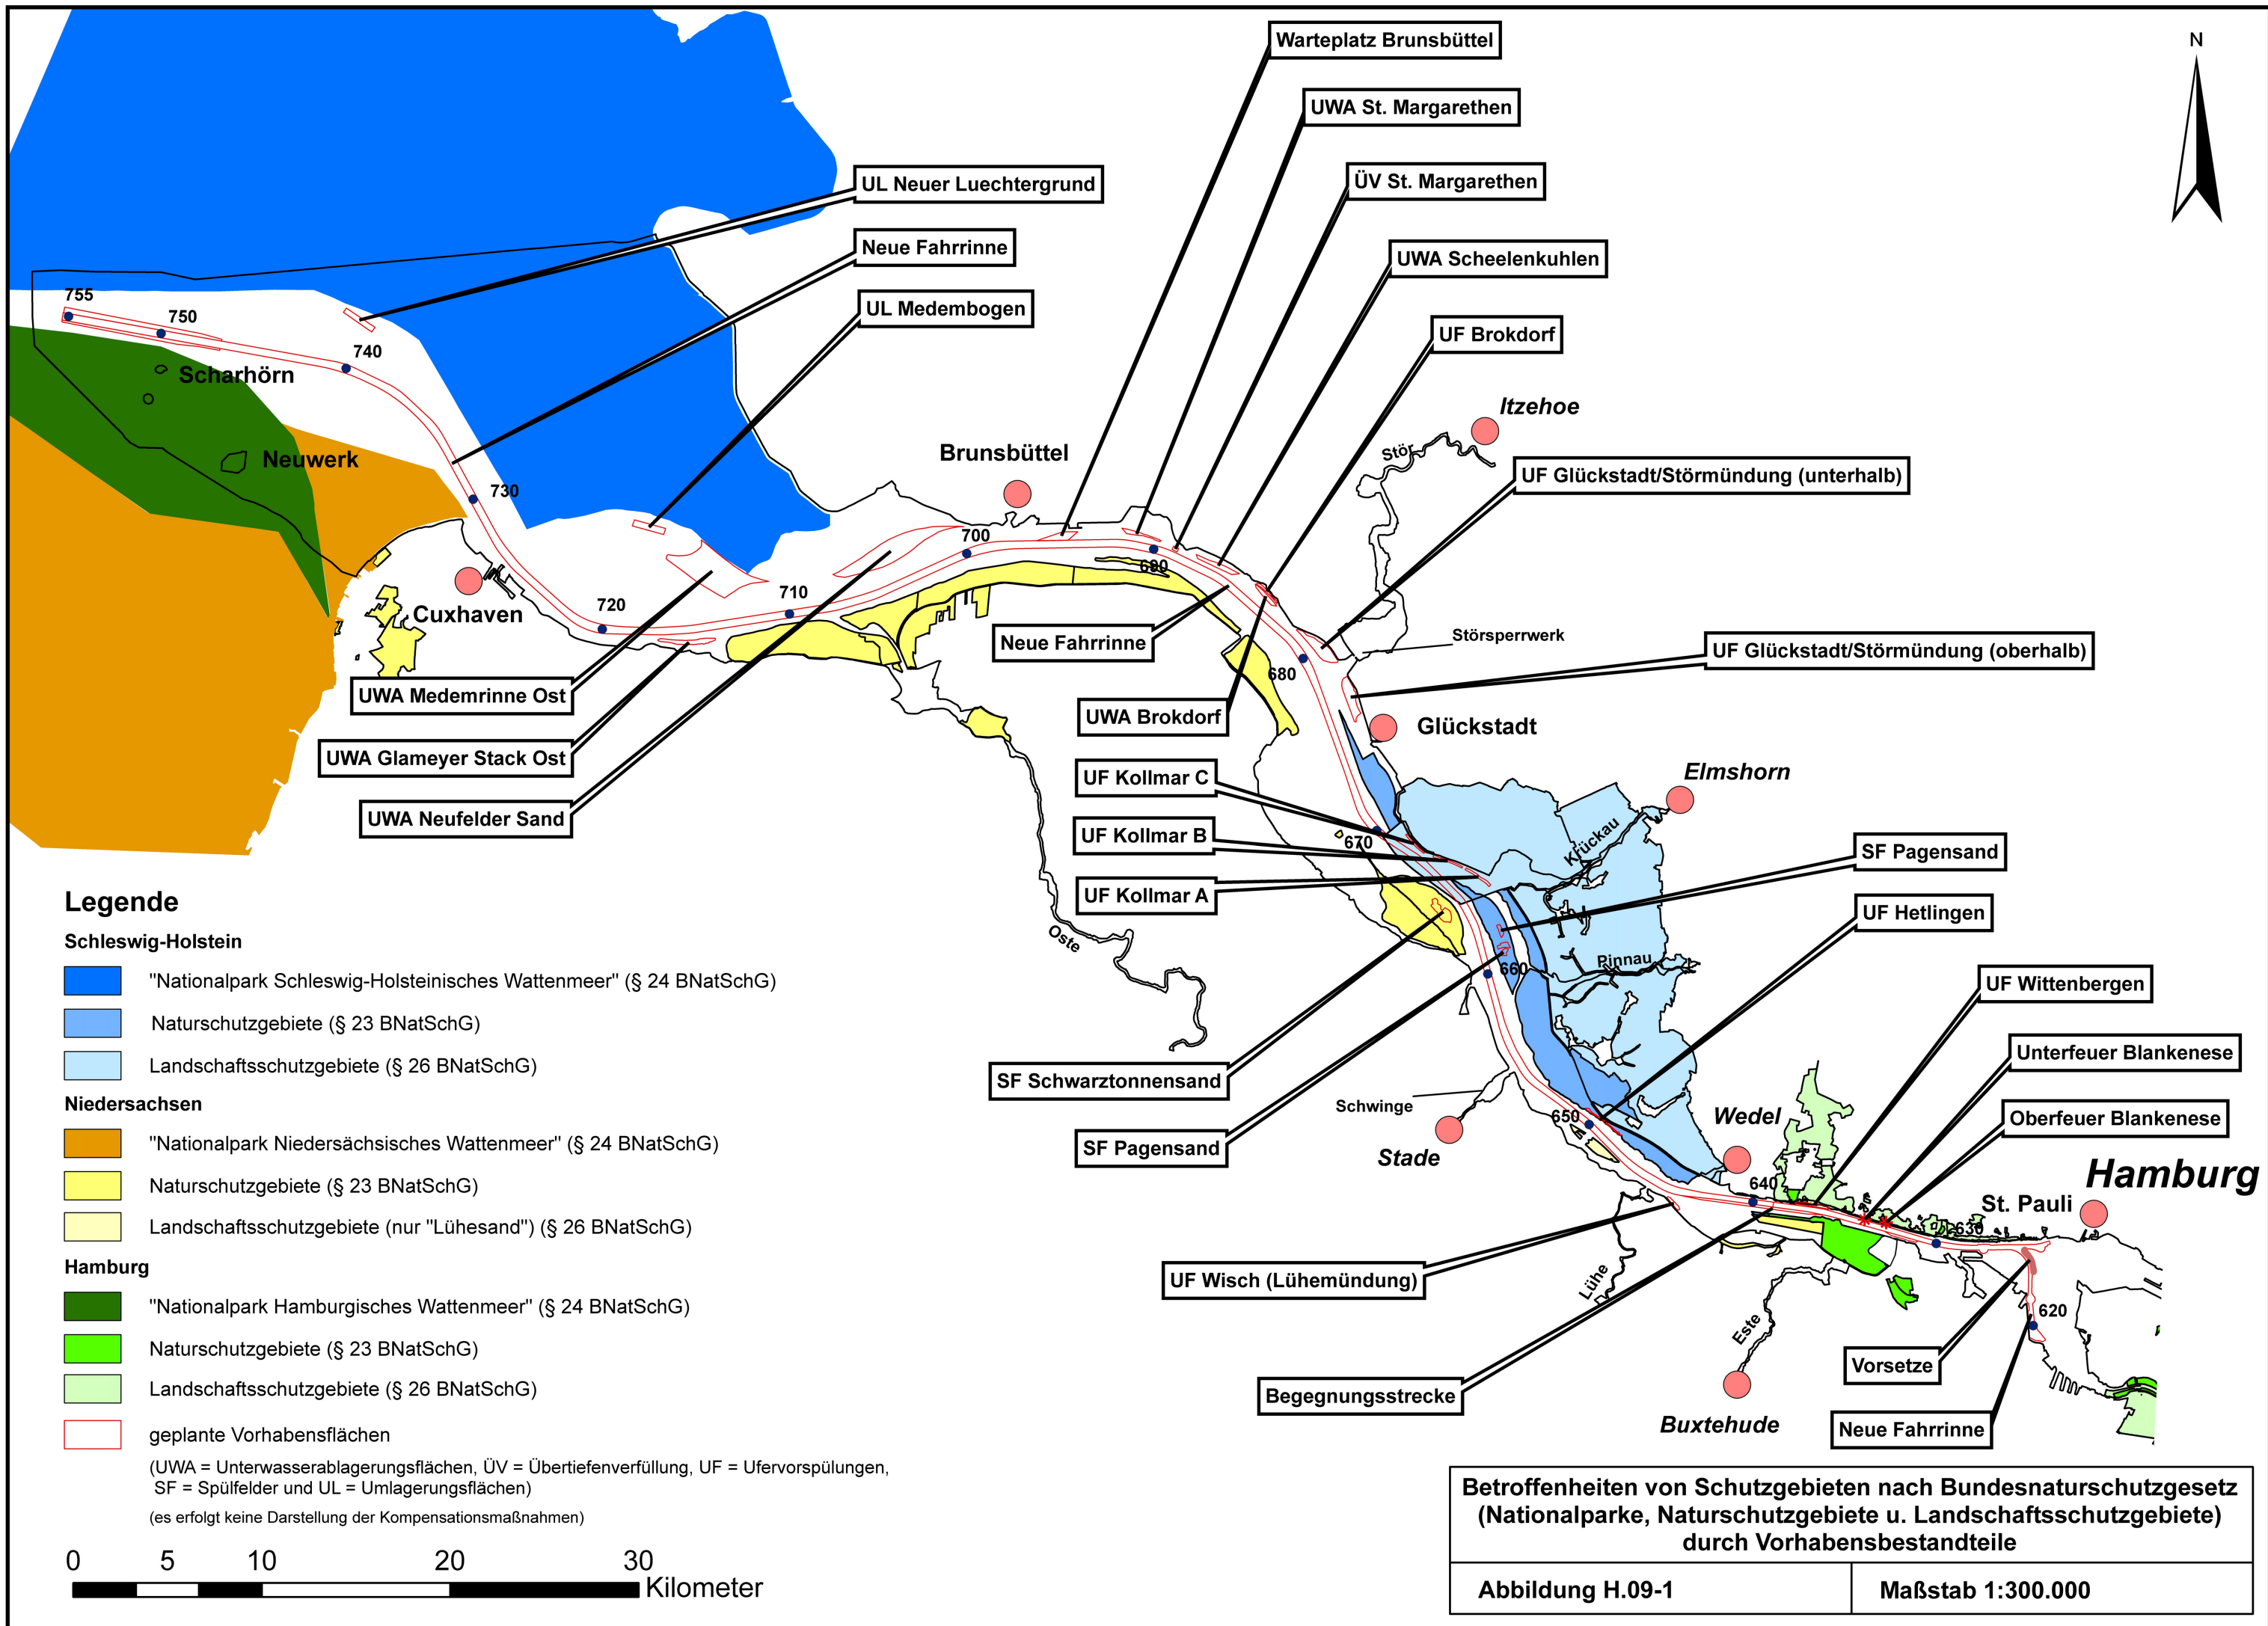 Warteplatz Brunsbüttel
N
UWA St. Margarethen
UL Neuer Luechtergrund
ÜV St. Margarethen
Neue Fahrrinne
UWA Scheelenkuhlen
755
750
UL Medembogen
UF Brokdorf
740
Scharhörn
Itzehoe
Neuwerk
Brunsbüttel
Stör
UF Glückstadt/Störmündung (unterhalb)
730
700
690
710
720
Cuxhaven
Neue Fahrrinne
Störsperrwerk
UF Glückstadt/Störmündung (oberhalb)
680
UWA Medemrinne Ost
UWA Brokdorf
Glückstadt
UWA Glameyer Stack Ost
UF Kollmar C
Elmshorn
UWA Neufelder Sand
UF Kollmar B
670
Krückau
SF Pagensand
UF Kollmar A
UF Hetlingen
Oste
Pinnau
660
UF Wittenbergen
SF Schwarztonnensand
Unterfeuer Blankenese
Schwinge
650
Wedel
Oberfeuer Blankenese
SF Pagensand
Stade
Hamburg
640
St. Pauli
630
UF Wisch (Lühemündung)
Lühe
Este
620
Vorsetze
Begegnungsstrecke
Buxtehude
Neue Fahrrinne
Legende
Schleswig-Holstein
"Nationalpark Schleswig-Holsteinisches Wattenmeer" (§ 24 BNatSchG)
Naturschutzgebiete (§ 23 BNatSchG)
Landschaftsschutzgebiete (§ 26 BNatSchG)
Niedersachsen
"Nationalpark Niedersächsisches Wattenmeer" (§ 24 BNatSchG)
Naturschutzgebiete (§ 23 BNatSchG)
Landschaftsschutzgebiete (nur "Lühesand") (§ 26 BNatSchG)
Hamburg
"Nationalpark Hamburgisches Wattenmeer" (§ 24 BNatSchG)
Naturschutzgebiete (§ 23 BNatSchG)
Landschaftsschutzgebiete (§ 26 BNatSchG)
geplante Vorhabensflächen
(UWA = Unterwasserablagerungsflächen, ÜV = Übertiefenverfüllung, UF = Ufervorspülungen,
SF = Spülfelder und UL = Umlagerungsflächen)
(es erfolgt keine Darstellung der Kompensationsmaßnahmen)
0 5 10 20 30
Kilometer
Betroffenheiten von Schutzgebieten nach Bundesnaturschutzgesetz
(Nationalparke, Naturschutzgebiete u. Landschaftsschutzgebiete)
durch Vorhabensbestandteile
Abbildung H.09-1
Maßstab 1:300.000